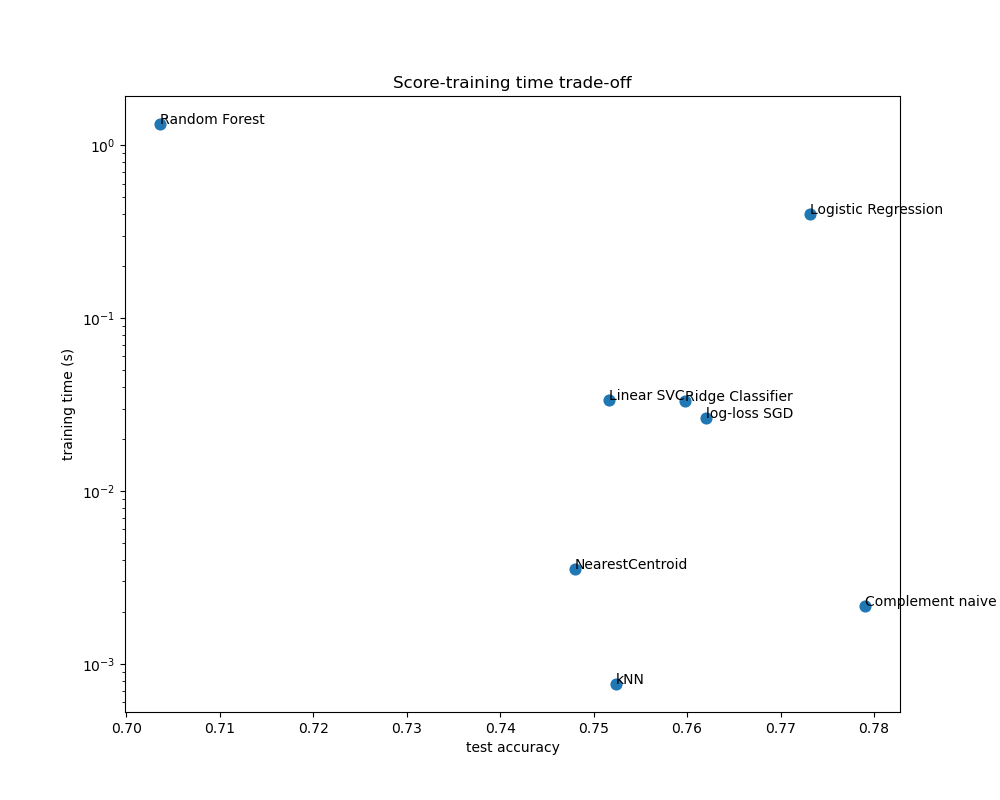 Score-training time trade-off
Random Forest
Logistic Regression
Linear SVC
Ridge Classifier
log-loss SGD
NearestCentroid
Complement naive
kNN
10⁰
10⁻¹
10⁻²
10⁻³
training time (s)
0.70 0.71 0.72 0.73 0.74 0.75 0.76 0.77 0.78
test accuracy